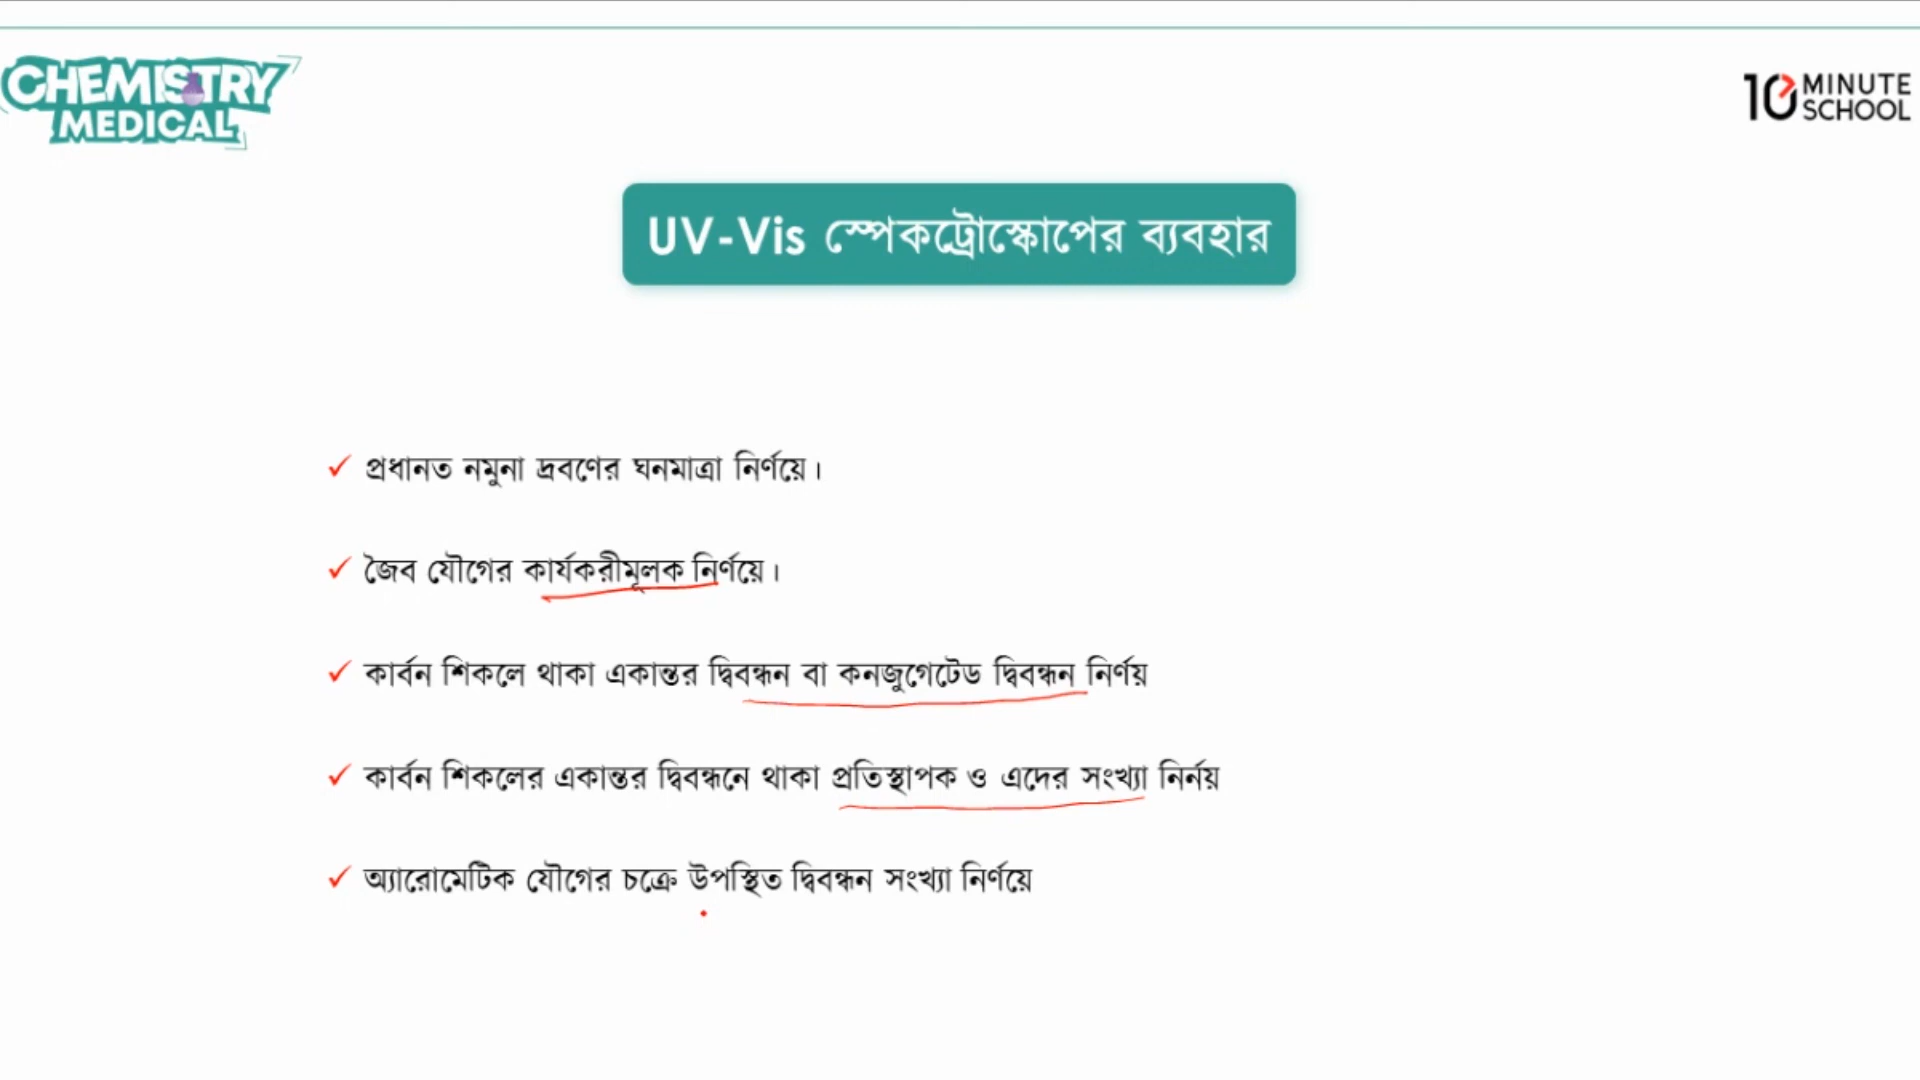 CHEMISTRY
MEDICAL
10 MINUTE
SCHOOL
UV-Vis স্পেকট্রোস্কোপের ব্যবহার
✓ প্রধানত নমুনা দ্রবণের ঘনমাত্রা নির্ণয়ে।
✓ জৈব যৌগের কার্যকরীমূলক নির্ণয়ে।
✓ কার্বন শিকলে থাকা একান্তর দ্বিবন্ধন বা কনজুগেটেড দ্বিবন্ধন নির্ণয়
✓ কার্বন শিকলের একান্তর দ্বিবন্ধনে থাকা প্রতিস্থাপক ও এদের সংখ্যা নির্নয়
✓ অ্যারোমেটিক যৌগের চক্রে উপস্থিত দ্বিবন্ধন সংখ্যা নির্ণয়ে